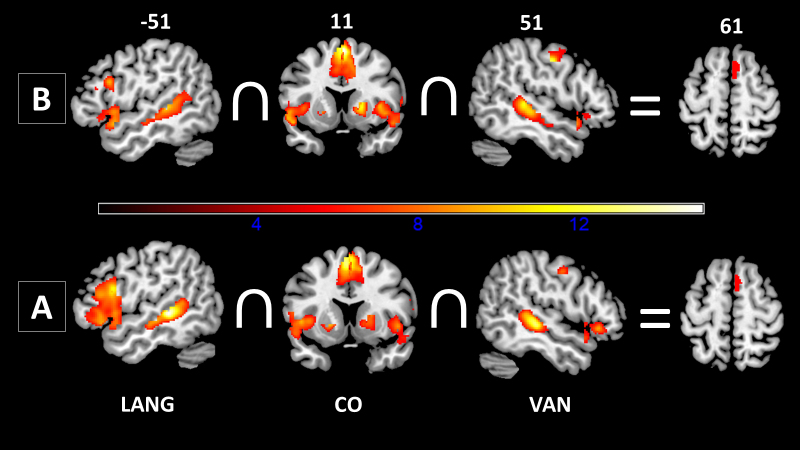 -51 11 51 61
B ∩ ∩ =
4 8 12
A ∩ ∩ =
LANG CO VAN